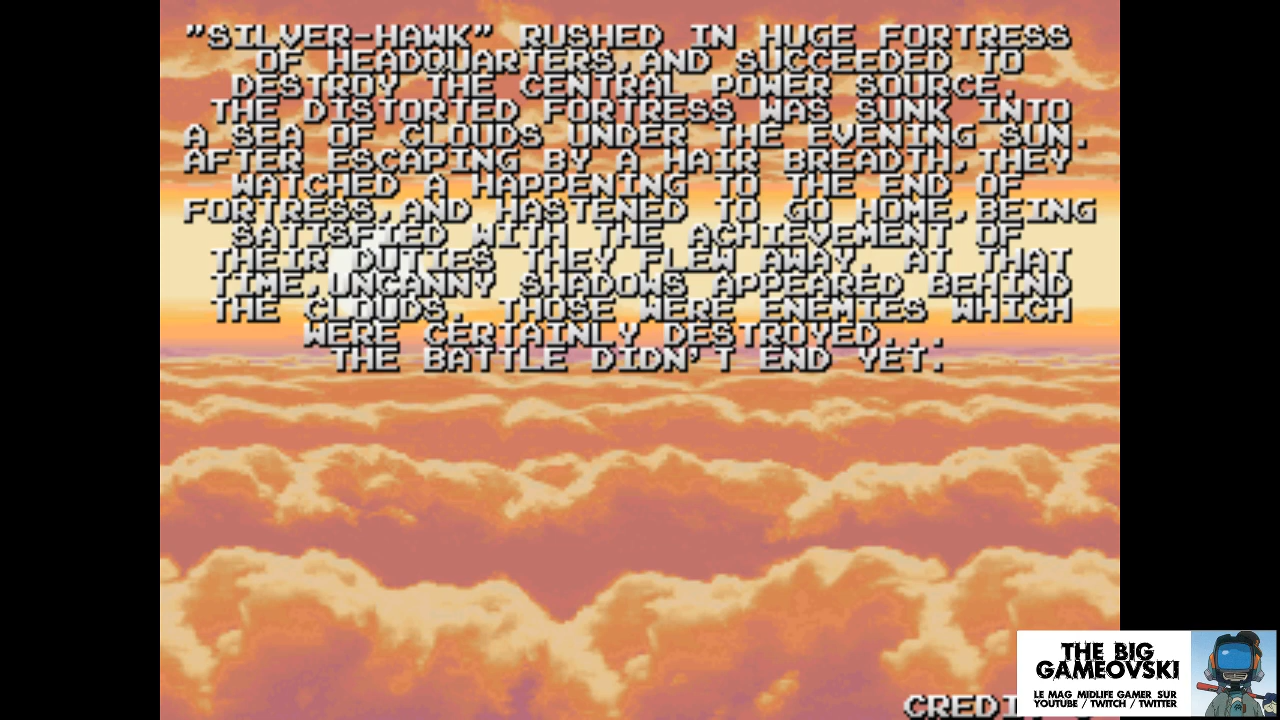 "SILVER-HAWK" RUSHED IN HUGE FORTRESS
OF HEADQUARTERS,AND SUCCEEDED TO
DESTROY THE CENTRAL POWER SOURCE.
THE DISTORTED FORTRESS WAS SUNK INTO
A SEA OF CLOUDS UNDER THE EVENING SUN.
AFTER ESCAPING BY A HAIR BREADTH,THEY
WATCHED A HAPPENING TO THE END OF
FORTRESS,AND HASTENED TO GO HOME,BEING
SATISFIED WITH THE ACHIEVEMENT OF
THEIR DUTIES THEY FLEW AWAY. AT THAT
TIME,UNCANNY SHADOWS APPEARED BEHIND
THE CLOUDS. THOSE WERE ENEMIES WHICH
WERE CERTAINLY DESTROYED...
THE BATTLE DIDN'T END YET.
THE BIG
GAMEOVSKI
LE MAG MIDLIFE GAMER SUR
YOUTUBE / TWITCH / TWITTER